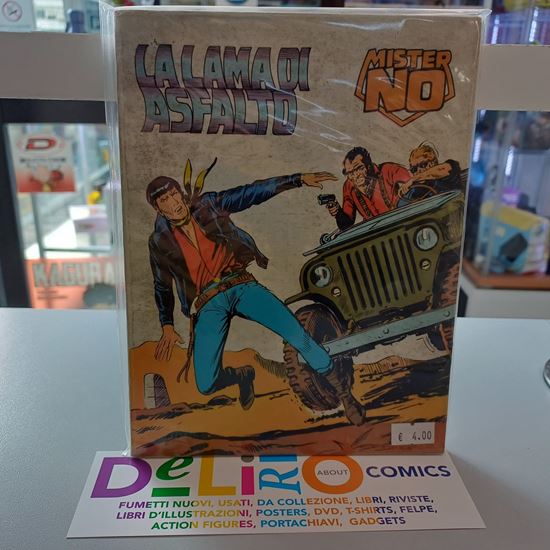 LA LAMA DI
ASFALTO
MISTER
NO
KAGURA
€ 4.00
DeLiRiO ABOUT COMICS
FUMETTI NUOVI, USATI, DA COLLEZIONE, LIBRI, RIVISTE,
LIBRI D'ILLUSTRAZIONI, POSTERS, DVD, T-SHIRTS, FELPE,
ACTION FIGURES, PORTACHIAVI, GADGETS